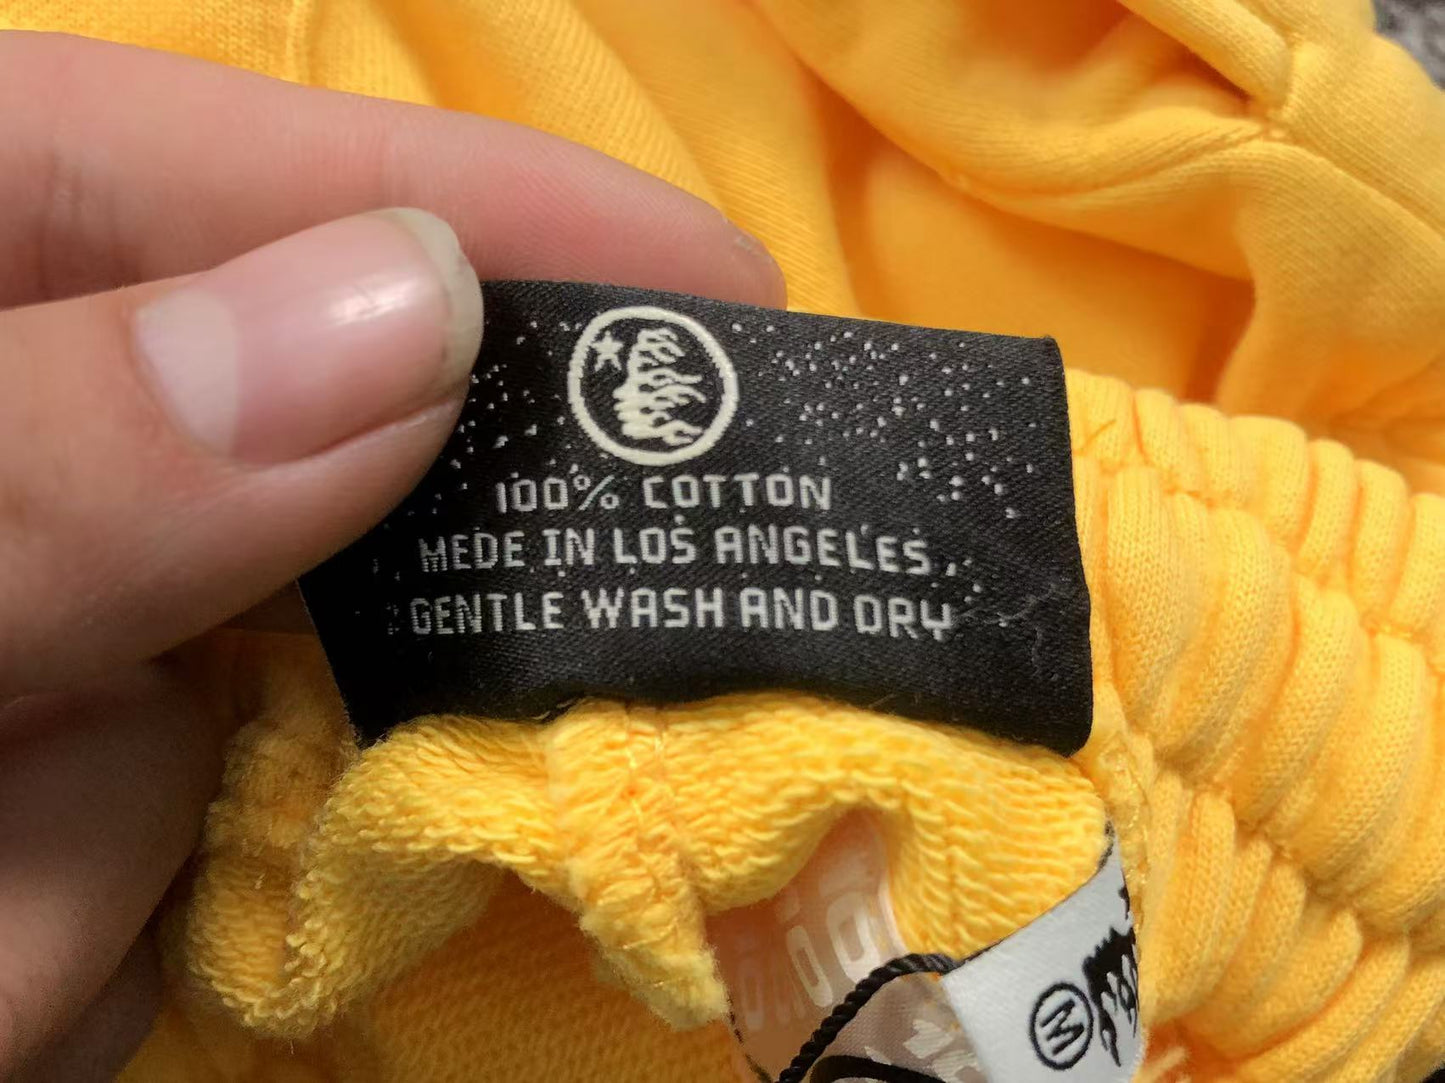 100% COTTON
MEDE IN LOS ANGELES
GENTLE WASH AND DRY
M